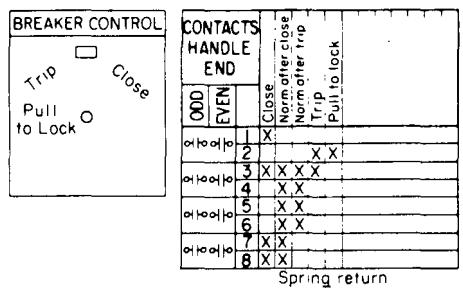 BREAKER CONTROL
Trip
Close
Pull
to Lock
CONTACTS
HANDLE
END
ODD
EVEN
Close
Norm after close
Norm after trip
Trip
Pull to lock
1 X
2 X X
3 X X X X
4 X X
5 X X
6 X X
7 X X
8 X X
Spring return